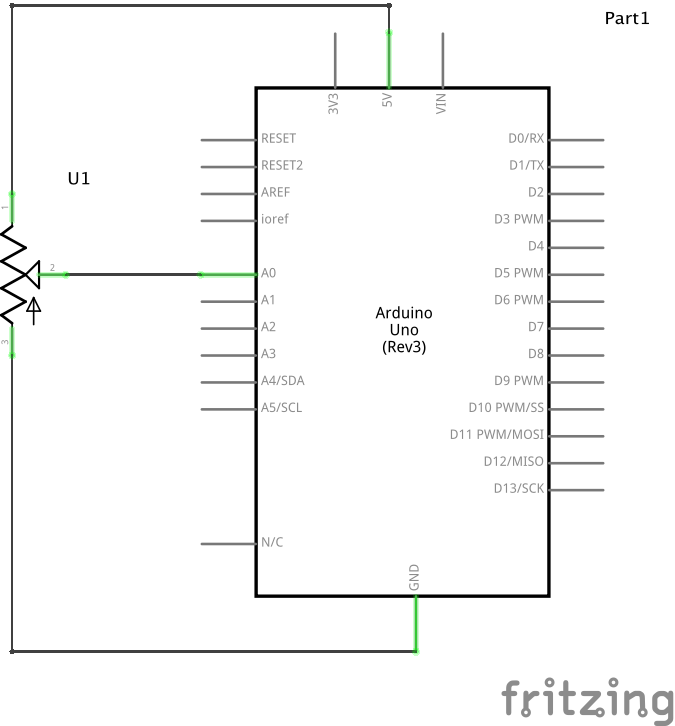 Part1
3V3
5V
VIN
U1
1
2
3
RESET
RESET2
AREF
ioref
A0
A1
A2
A3
A4/SDA
A5/SCL
N/C
Arduino
Uno
(Rev3)
D0/RX
D1/TX
D2
D3 PWM
D4
D5 PWM
D6 PWM
D7
D8
D9 PWM
D10 PWM/SS
D11 PWM/MOSI
D12/MISO
D13/SCK
GND
fritzing